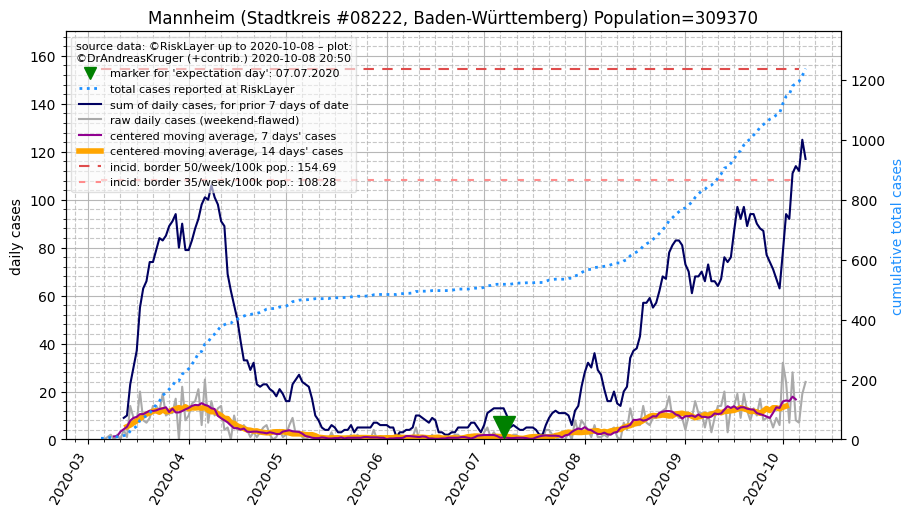 Mannheim (Stadtkreis #08222, Baden-Württemberg) Population=309370
source data: ©RiskLayer up to 2020-10-08 – plot:
©DrAndreasKruger (+contrib.) 2020-10-08 20:50
marker for 'expectation day': 07.07.2020
total cases reported at RiskLayer
sum of daily cases, for prior 7 days of date
raw daily cases (weekend-flawed)
centered moving average, 7 days' cases
centered moving average, 14 days' cases
incid. border 50/week/100k pop.: 154.69
incid. border 35/week/100k pop.: 108.28
daily cases
160
140
120
100
80
60
40
20
0
cumulative total cases
1200
1000
800
600
400
200
0
2020-03
2020-04
2020-05
2020-06
2020-07
2020-08
2020-09
2020-10